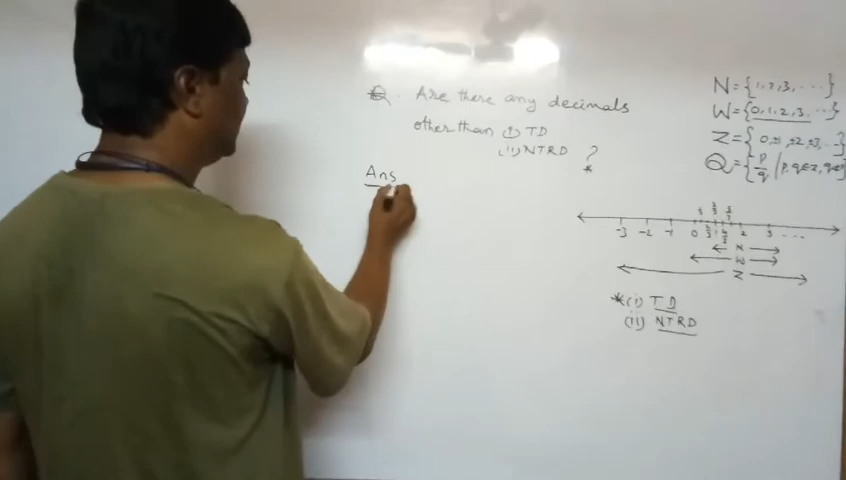 Q. Are there any decimals
other than (i) TD
(ii) NTRD ?
*
Ans
N = {1, 2, 3, ....}
W = {0, 1, 2, 3, ...}
Z = {0, ±1, ±2, ±3, ...}
Q = {p/q / p, q ∈ Z, q≠
-3 -2 -1 0 1 2 3 ....
N
W
Z
*(i) TD
(ii) NTRD